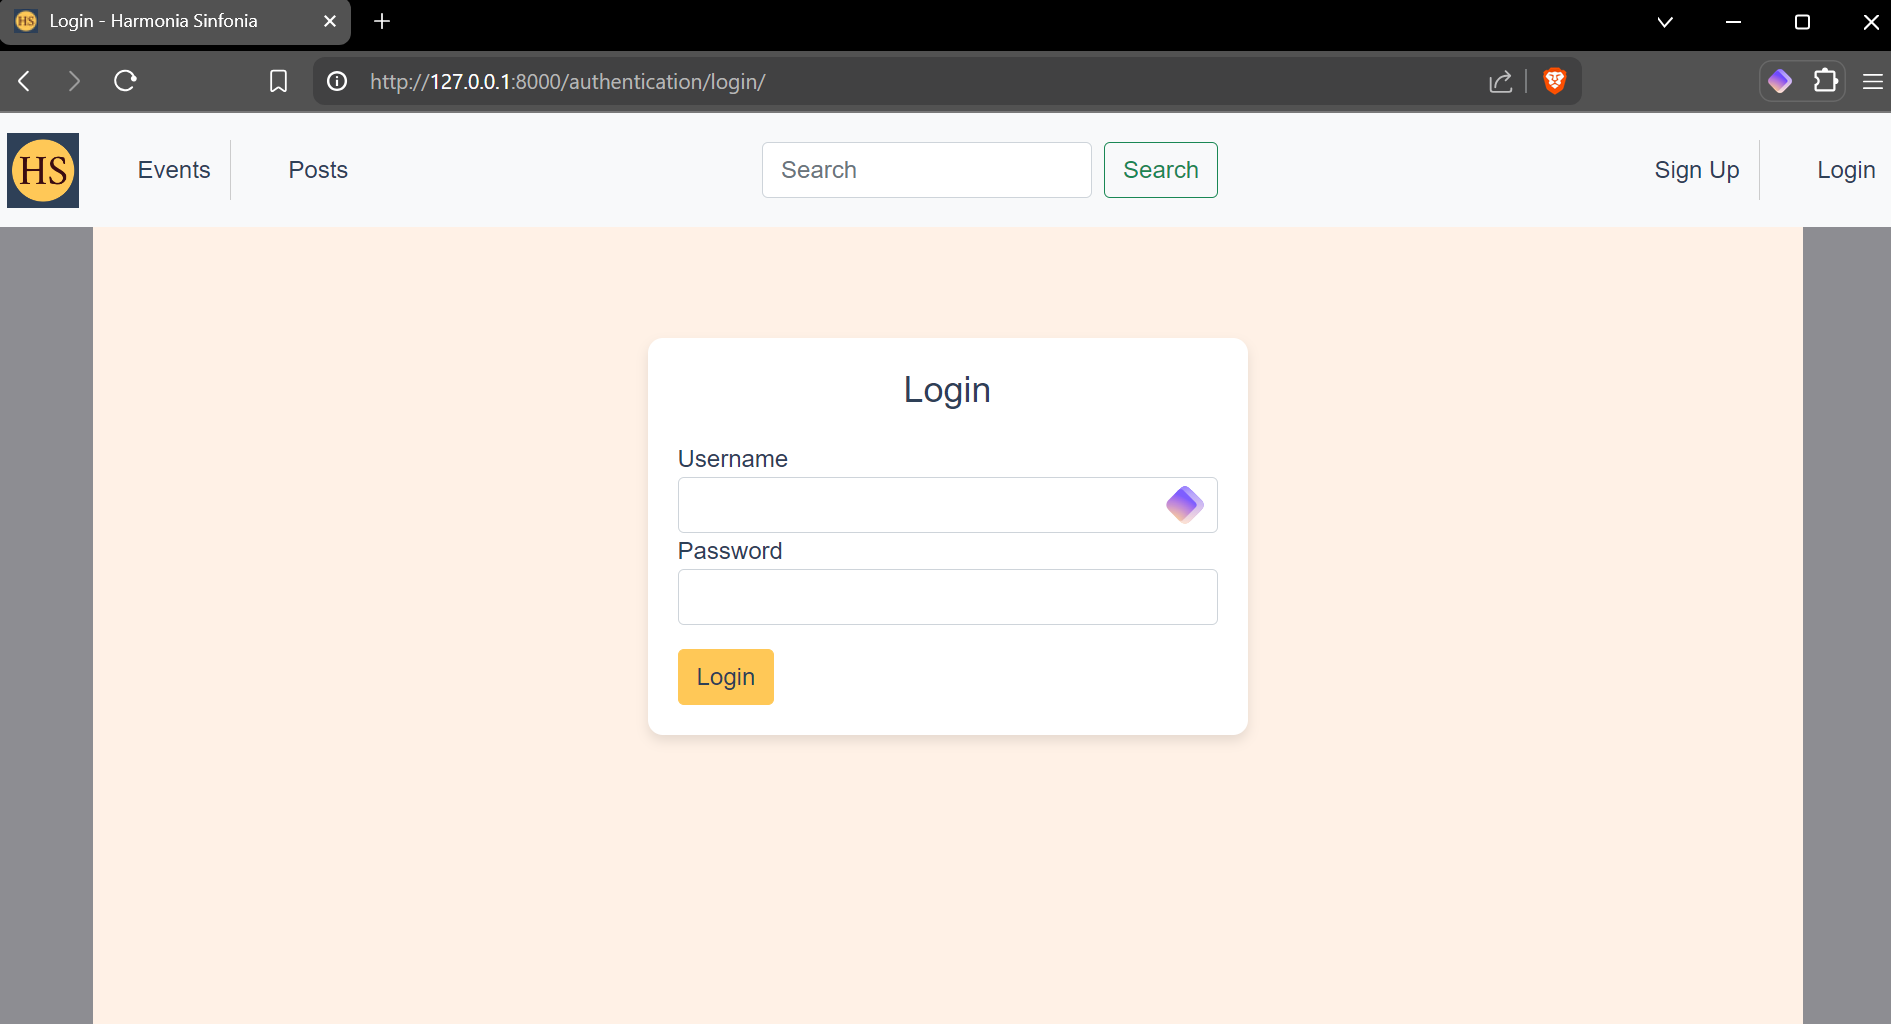 HS Login - Harmonia Sinfonia
http://127.0.0.1:8000/authentication/login/
HS Events Posts Search Search Sign Up Login
Login
Username
Password
Login